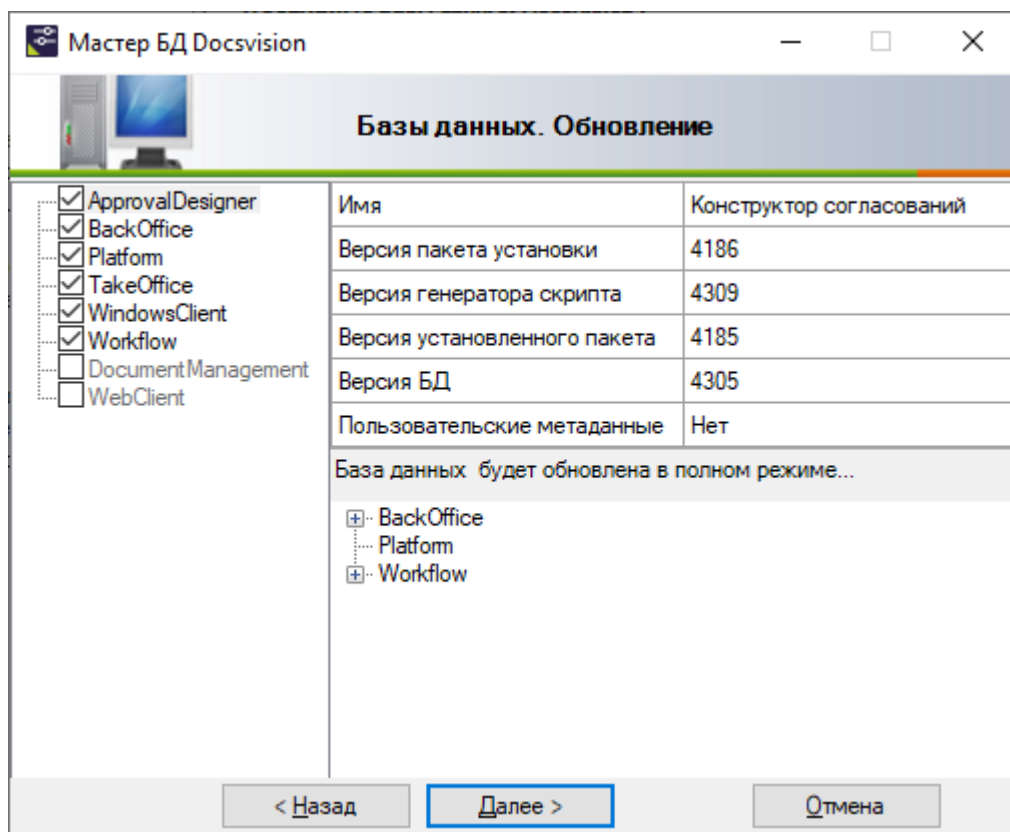 Мастер БД Docsvision
Базы данных. Обновление
ApprovalDesigner
BackOffice
Platform
TakeOffice
WindowsClient
Workflow
DocumentManagement
WebClient
Имя Конструктор согласований
Версия пакета установки 4186
Версия генератора скрипта 4309
Версия установленного пакета 4185
Версия БД 4305
Пользовательские метаданные Нет
База данных будет обновлена в полном режиме...
BackOffice
Platform
Workflow
< Назад Далее > Отмена